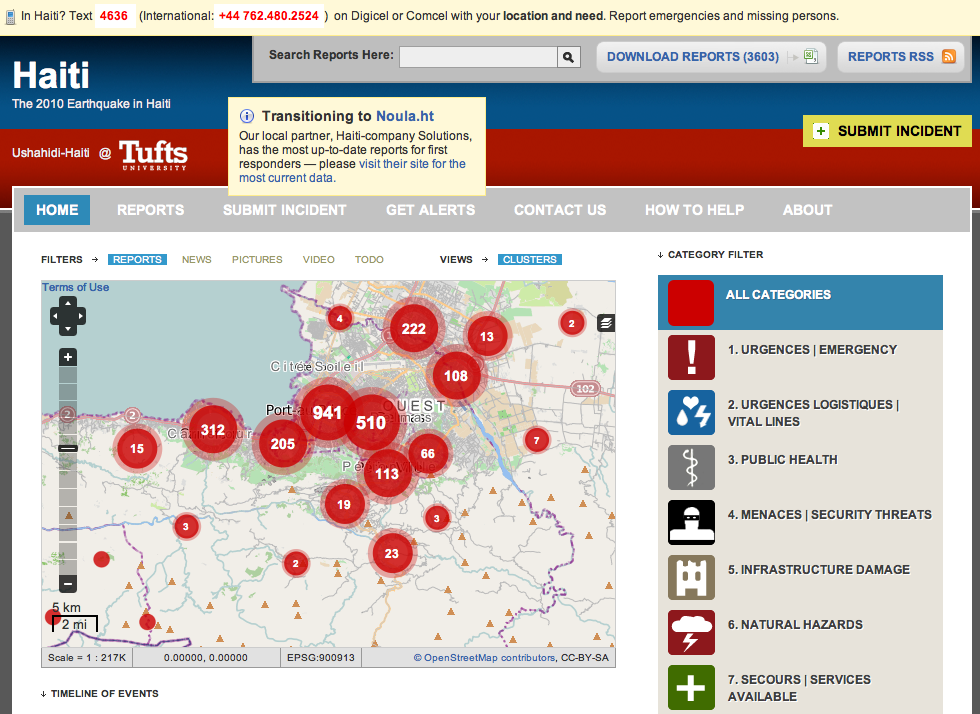 In Haiti? Text 4636 (International: +44 762.480.2524 ) on Digicel or Comcel with your location and need. Report emergencies and missing persons.
Search Reports Here:
DOWNLOAD REPORTS (3603)
REPORTS RSS
Haiti
The 2010 Earthquake in Haiti
Transitioning to Noula.ht
Our local partner, Haiti-company Solutions,
has the most up-to-date reports for first
responders — please visit their site for the
most current data.
SUBMIT INCIDENT
Ushahidi-Haiti @ Tufts
UNIVERSITY
HOME REPORTS SUBMIT INCIDENT GET ALERTS CONTACT US HOW TO HELP ABOUT
FILTERS REPORTS NEWS PICTURES VIDEO TODO VIEWS CLUSTERS
CATEGORY FILTER
Terms of Use
4
222
13
2
108
Cité Soleil
102
Port-a
941
510
OUEST
2
2
312
205
15
66
7
113
19
3
3
23
2
5 km
2 mi
Scale = 1 : 217K
0.00000, 0.00000
EPSG:900913
© OpenStreetMap contributors, CC-BY-SA
TIMELINE OF EVENTS
ALL CATEGORIES
1. URGENCES | EMERGENCY
2. URGENCES LOGISTIQUES |
VITAL LINES
3. PUBLIC HEALTH
4. MENACES | SECURITY THREATS
5. INFRASTRUCTURE DAMAGE
6. NATURAL HAZARDS
7. SECOURS | SERVICES
AVAILABLE